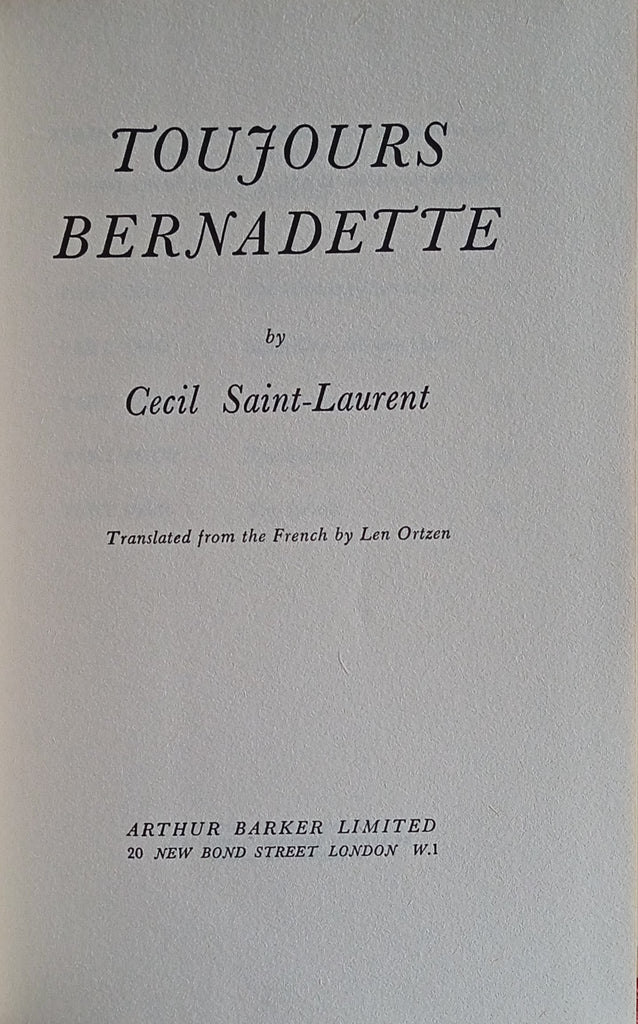 TOUJOURS
BERNADETTE
by
Cecil Saint-Laurent
Translated from the French by Len Ortzen
ARTHUR BARKER LIMITED
20 NEW BOND STREET LONDON W.1